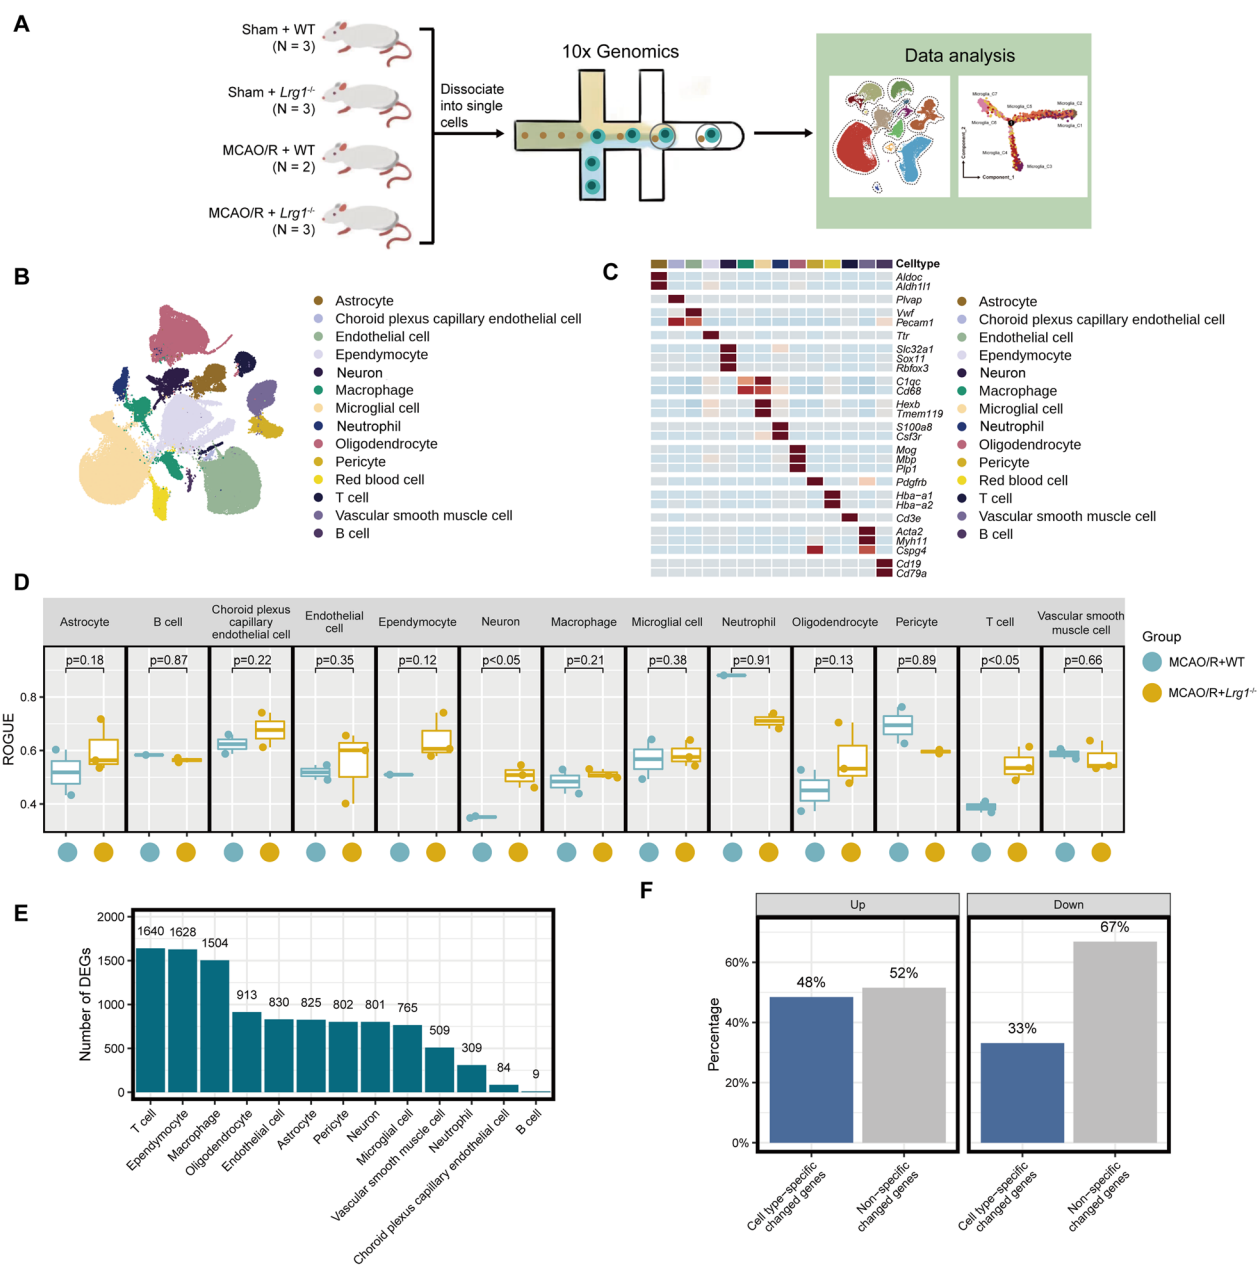 A
Sham + WT
(N = 3)
Sham + Lrg1-/-
(N = 3)
MCAO/R + WT
(N = 2)
MCAO/R + Lrg1-/-
(N = 3)
Dissociate
into single
cells
10x Genomics
Data analysis
Microglia_C7
Microglia_C5
Microglia_C2
Microglia_C6
Microglia_C1
Microglia_C4
Microglia_C3
Component_2
Component_1
B
Astrocyte
Choroid plexus capillary endothelial cell
Endothelial cell
Ependymocyte
Neuron
Macrophage
Microglial cell
Neutrophil
Oligodendrocyte
Pericyte
Red blood cell
T cell
Vascular smooth muscle cell
B cell
C
Celltype
Aldoc
Aldh1l1
Plvap
Vwf
Pecam1
Ttr
Slc32a1
Sox11
Rbfox3
C1qc
Cd68
Hexb
Tmem119
S100a8
Csf3r
Mog
Mbp
Plp1
Pdgfrb
Hba−a1
Hba−a2
Cd3e
Acta2
Myh11
Cspg4
Cd19
Cd79a
Astrocyte
Choroid plexus capillary endothelial cell
Endothelial cell
Ependymocyte
Neuron
Macrophage
Microglial cell
Neutrophil
Oligodendrocyte
Pericyte
Red blood cell
T cell
Vascular smooth muscle cell
B cell
D
Astrocyte
B cell
Choroid plexus
capillary
endothelial cell
Endothelial
cell
Ependymocyte
Neuron
Macrophage
Microglial cell
Neutrophil
Oligodendrocyte
Pericyte
T cell
Vascular smooth
muscle cell
p=0.18
p=0.87
p=0.22
p=0.35
p=0.12
p<0.05
p=0.21
p=0.38
p=0.91
p=0.13
p=0.89
p<0.05
p=0.66
ROGUE
0.8
0.6
0.4
Group
MCAO/R+WT
MCAO/R+Lrg1-/-
E
Number of DEGs
2000
1500
1000
500
0
1640
1628
1504
913
830
825
802
801
765
509
309
84
9
T cell
Ependymocyte
Macrophage
Oligodendrocyte
Endothelial cell
Astrocyte
Pericyte
Neuron
Microglial cell
Vascular smooth muscle cell
Neutrophil
Choroid plexus capillary endothelial cell
B cell
F
Up
Down
Percentage
60%
40%
20%
0%
48%
52%
33%
67%
Cell type−specific
changed genes
Non−specific
changed genes
Cell type−specific
changed genes
Non−specific
changed genes